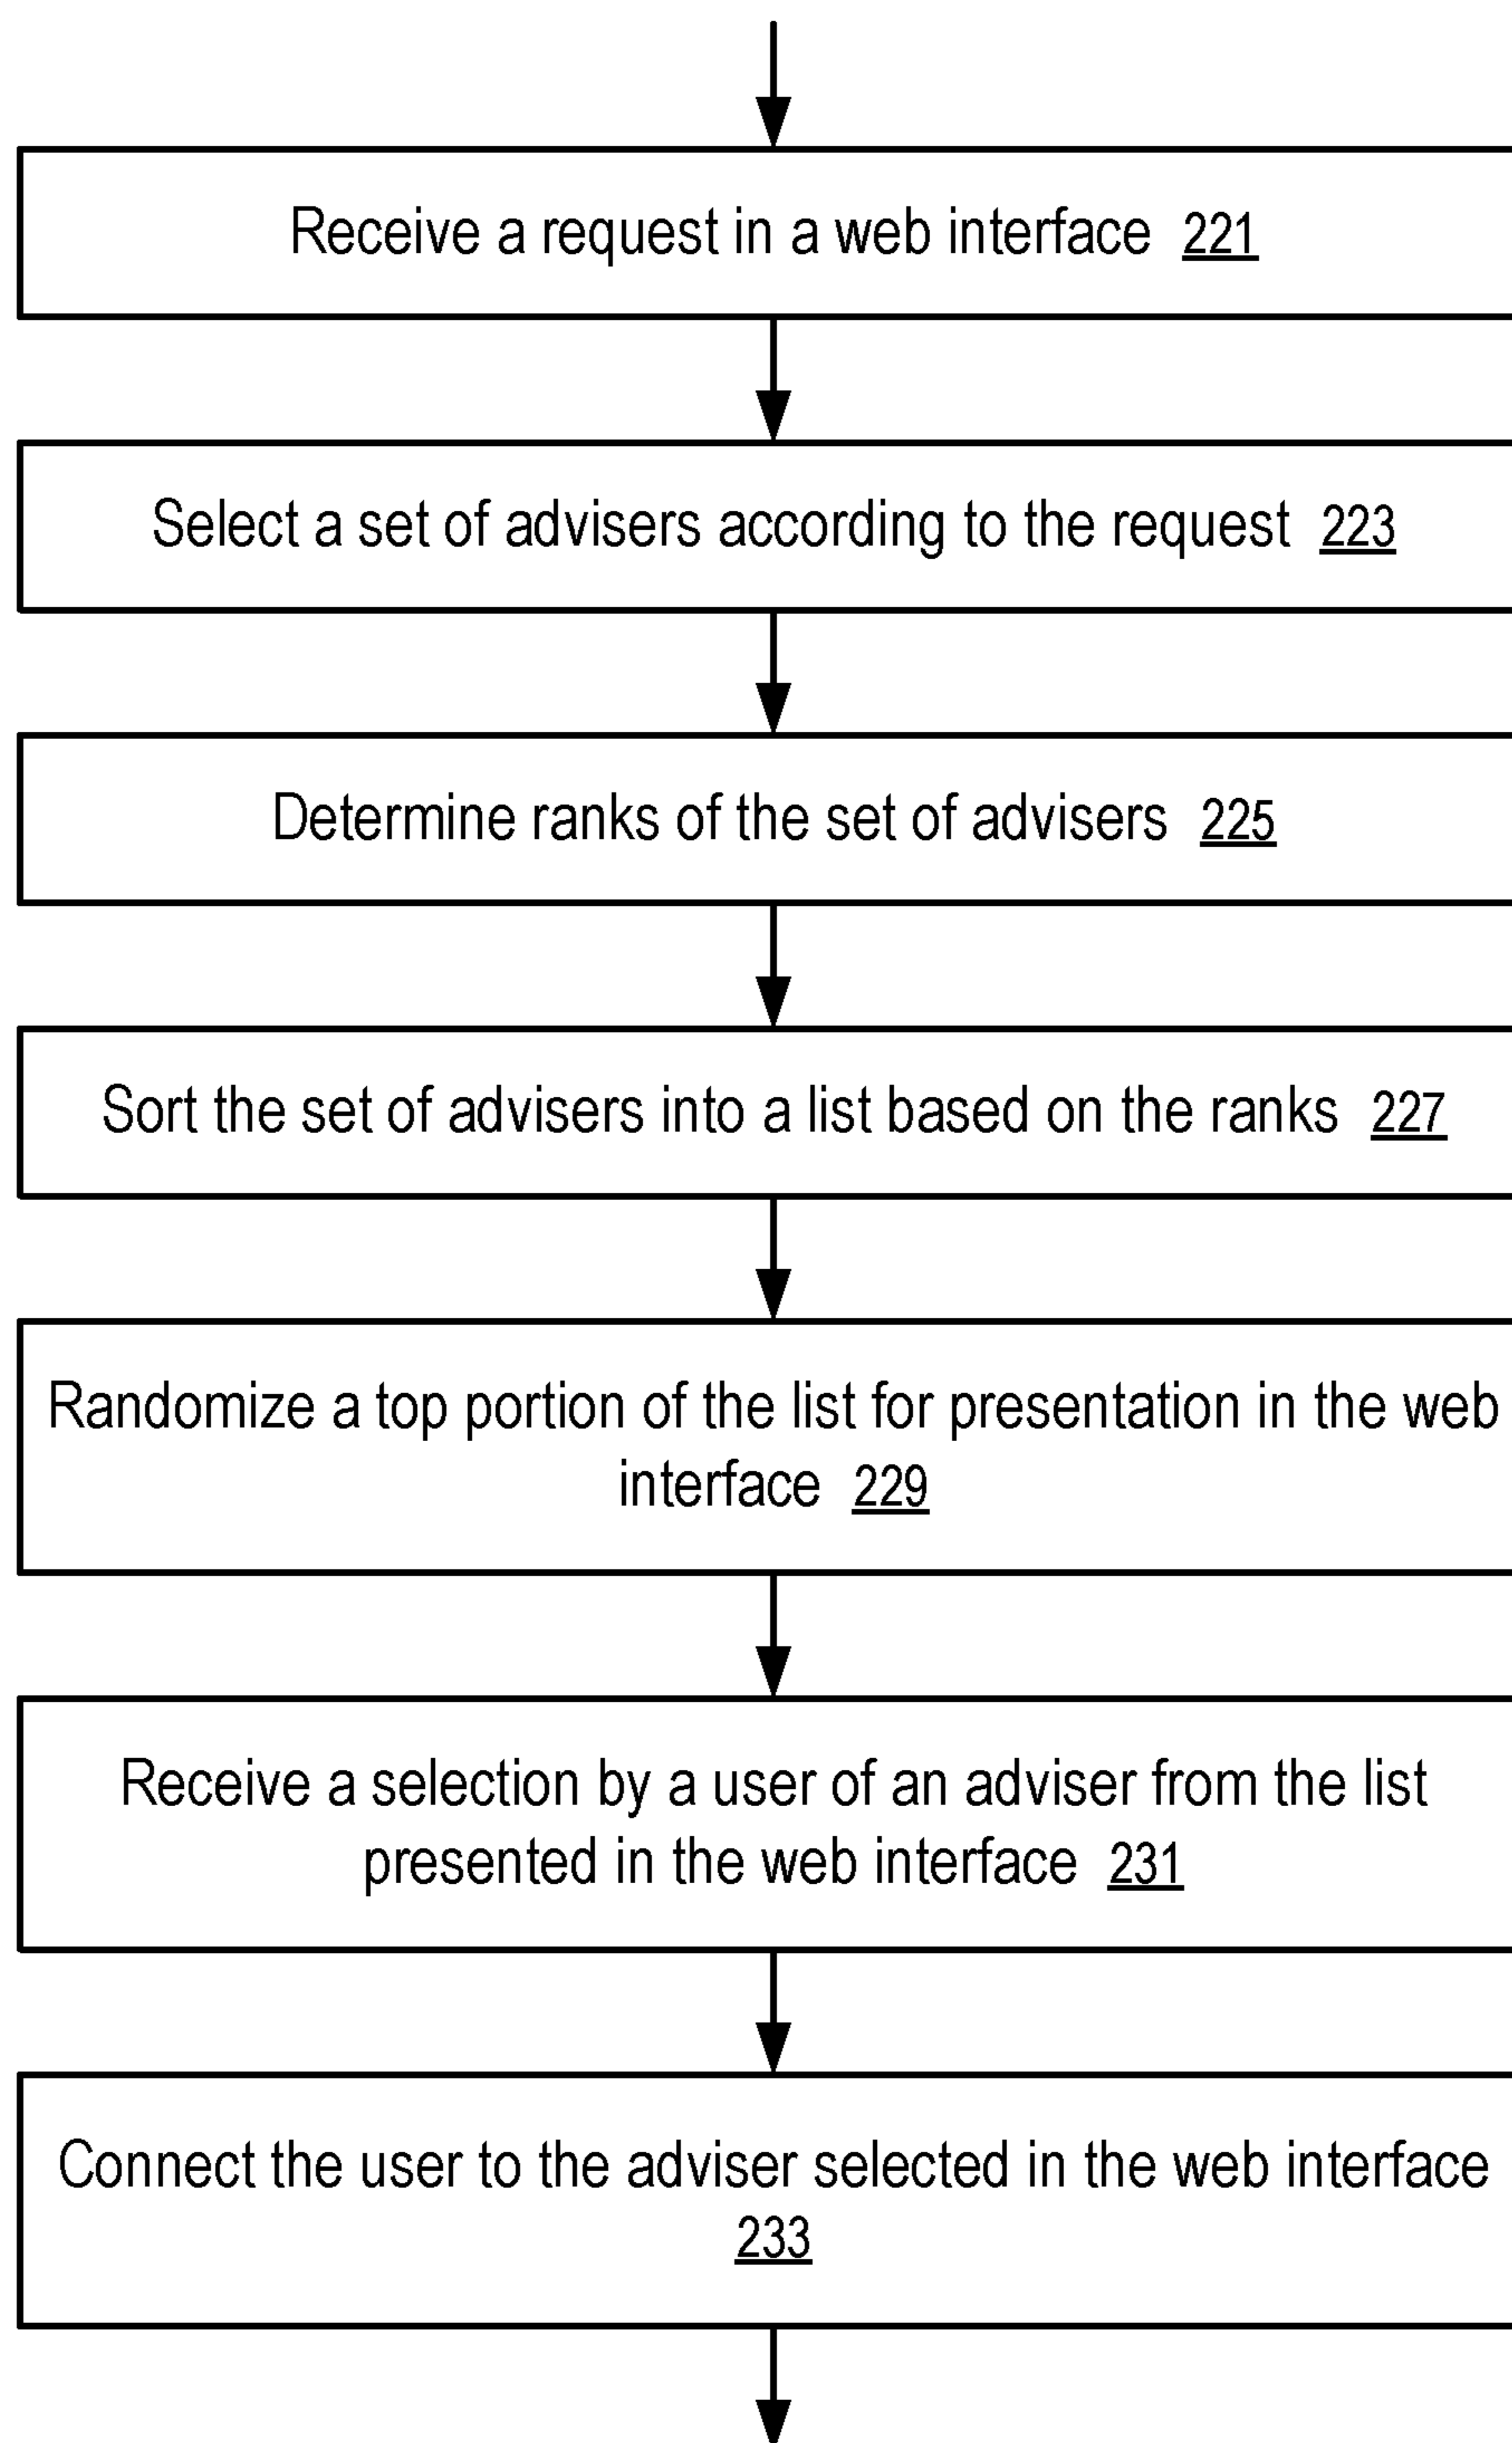 Receive a request in a web interface 221
Select a set of advisers according to the request 223
Determine ranks of the set of advisers 225
Sort the set of advisers into a list based on the ranks 227
Randomize a top portion of the list for presentation in the web
interface 229
Receive a selection by a user of an adviser from the list
presented in the web interface 231
Connect the user to the adviser selected in the web interface
233